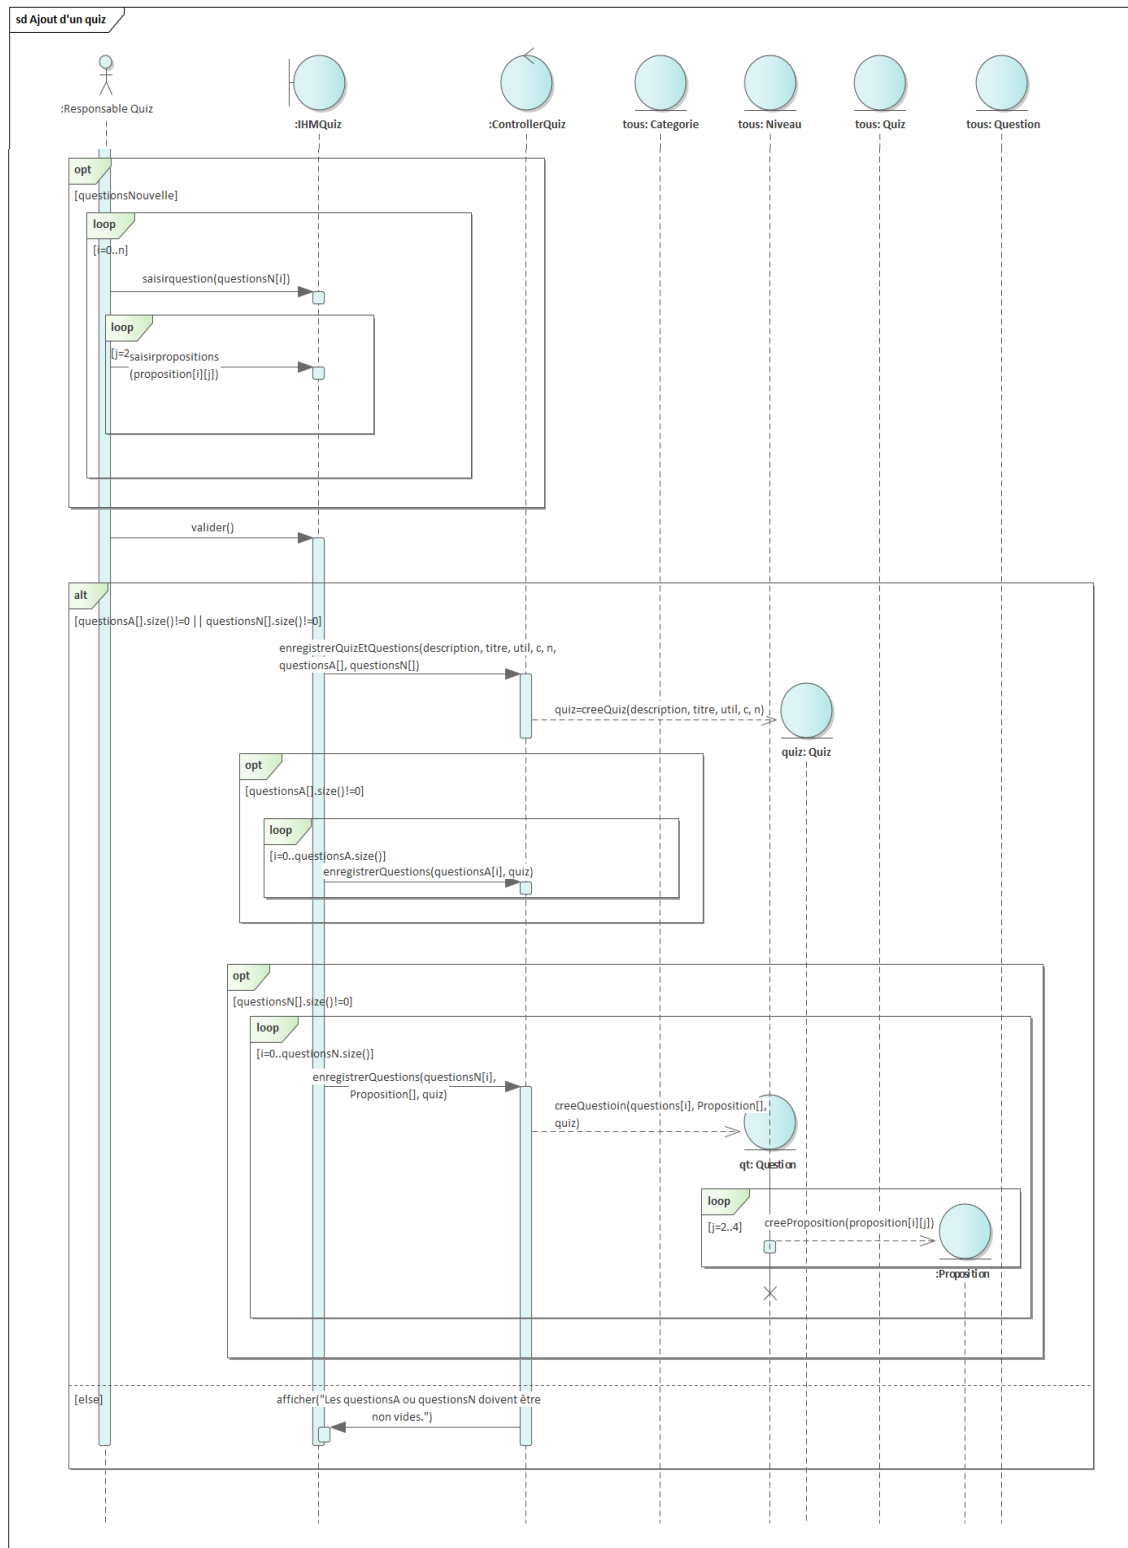 sd Ajout d'un quiz
:Responsable Quiz
:IHMQuiz
:ControllerQuiz
tous: Categorie
tous: Niveau
tous: Quiz
tous: Question
opt
[questionsNouvelle]
loop
[i=0..n]
saisirquestion(questionsN[i])
loop
[j=2
saisirpropositions
(proposition[i][j])
valider()
alt
[questionsA[].size()!=0 || questionsN[].size()!=0]
enregistrerQuizEtQuestions(description, titre, util, c, n,
questionsA[], questionsN[])
quiz=creeQuiz(description, titre, util, c, n)
quiz: Quiz
opt
[questionsA[].size()!=0]
loop
[i=0..questionsA.size()]
enregistrerQuestions(questionsA[i], quiz)
opt
[questionsN[].size()!=0]
loop
[i=0..questionsN.size()]
enregistrerQuestions(questionsN[i],
Proposition[], quiz)
creeQuestioin(questions[i], Proposition[],
quiz)
qt: Question
loop
[j=2..4]
creeProposition(proposition[i][j])
:Proposition
[else]
afficher("Les questionsA ou questionsN doivent être
non vides.")